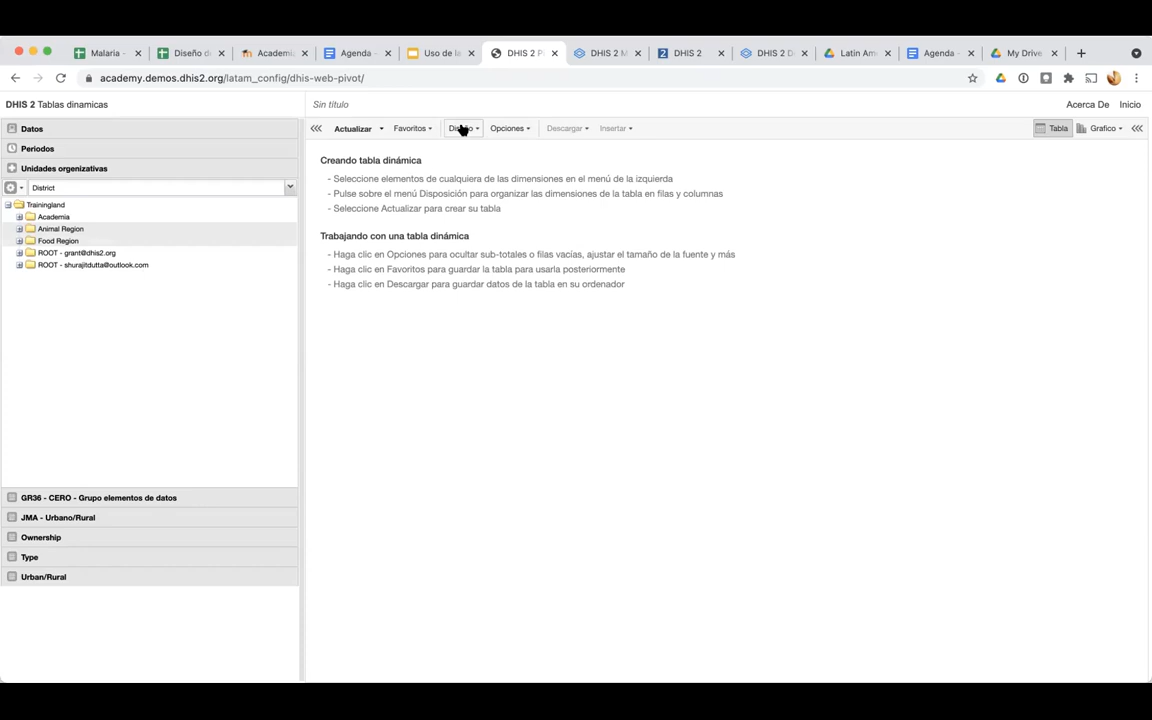 Malaria -
Diseño d
Academi
Agenda -
Uso de la
DHIS 2 P
DHIS 2 M
DHIS 2
DHIS 2 D
Latin Am
Agenda -
My Drive
academy.demos.dhis2.org/latam_config/dhis-web-pivot/
DHIS 2 Tablas dinamicas
Sin título
Acerca De
Inicio
Datos
Periodos
Unidades organizativas
District
Trainingland
Academia
Animal Region
Food Region
ROOT - grant@dhis2.org
ROOT - shurajitdutta@outlook.com
GR36 - CERO - Grupo elementos de datos
JMA - Urbano/Rural
Ownership
Type
Urban/Rural
Actualizar
Favoritos
Opciones
Descargar
Insertar
Tabla
Grafico
Creando tabla dinámica
- Seleccione elementos de cualquiera de las dimensiones en el menú de la izquierda
- Pulse sobre el menú Disposición para organizar las dimensiones de la tabla en filas y columnas
- Seleccione Actualizar para crear su tabla
Trabajando con una tabla dinámica
- Haga clic en Opciones para ocultar sub-totales o filas vacías, ajustar el tamaño de la fuente y más
- Haga clic en Favoritos para guardar la tabla para usarla posteriormente
- Haga clic en Descargar para guardar datos de la tabla en su ordenador